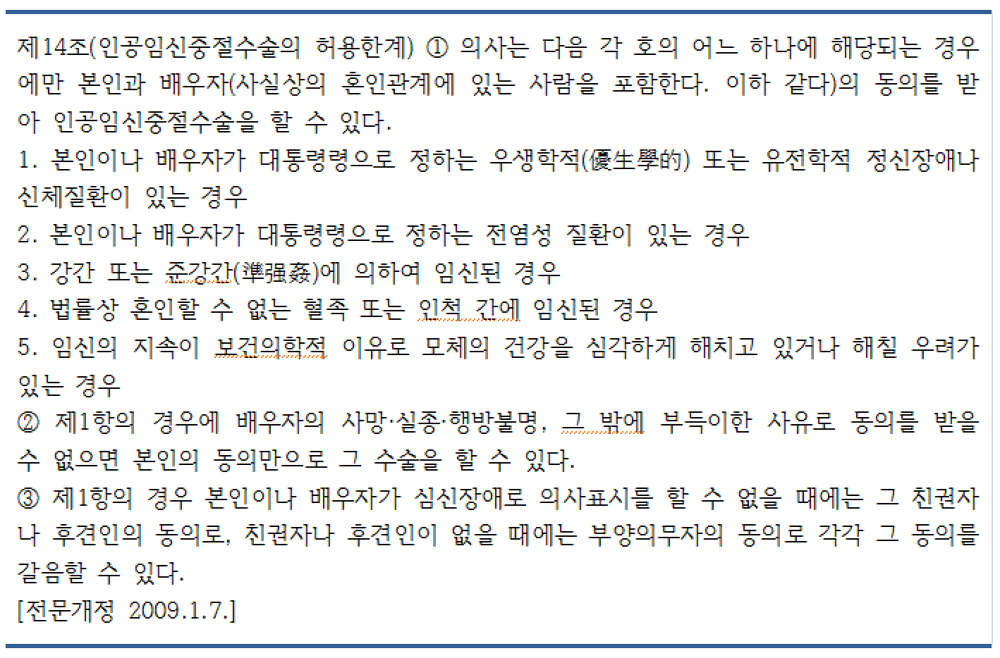 제14조(인공임신중절수술의 허용한계) ① 의사는 다음 각 호의 어느 하나에 해당되는 경우
에만 본인과 배우자(사실상의 혼인관계에 있는 사람을 포함한다. 이하 같다)의 동의를 받
아 인공임신중절수술을 할 수 있다.
1. 본인이나 배우자가 대통령령으로 정하는 우생학적(優生學的) 또는 유전학적 정신장애나
신체질환이 있는 경우
2. 본인이나 배우자가 대통령령으로 정하는 전염성 질환이 있는 경우
3. 강간 또는 준강간(準强姦)에 의하여 임신된 경우
4. 법률상 혼인할 수 없는 혈족 또는 인척 간에 임신된 경우
5. 임신의 지속이 보건의학적 이유로 모체의 건강을 심각하게 해치고 있거나 해칠 우려가
있는 경우
② 제1항의 경우에 배우자의 사망·실종·행방불명, 그 밖에 부득이한 사유로 동의를 받을
수 없으면 본인의 동의만으로 그 수술을 할 수 있다.
③ 제1항의 경우 본인이나 배우자가 심신장애로 의사표시를 할 수 없을 때에는 그 친권자
나 후견인의 동의로, 친권자나 후견인이 없을 때에는 부양의무자의 동의로 각각 그 동의를
갈음할 수 있다.
[전문개정 2009.1.7.]